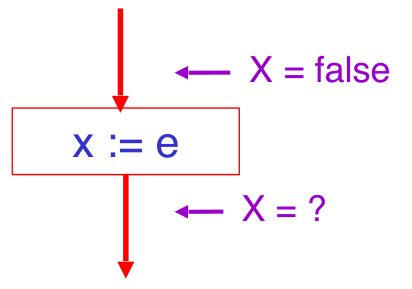 X = false
x := e
X = ?